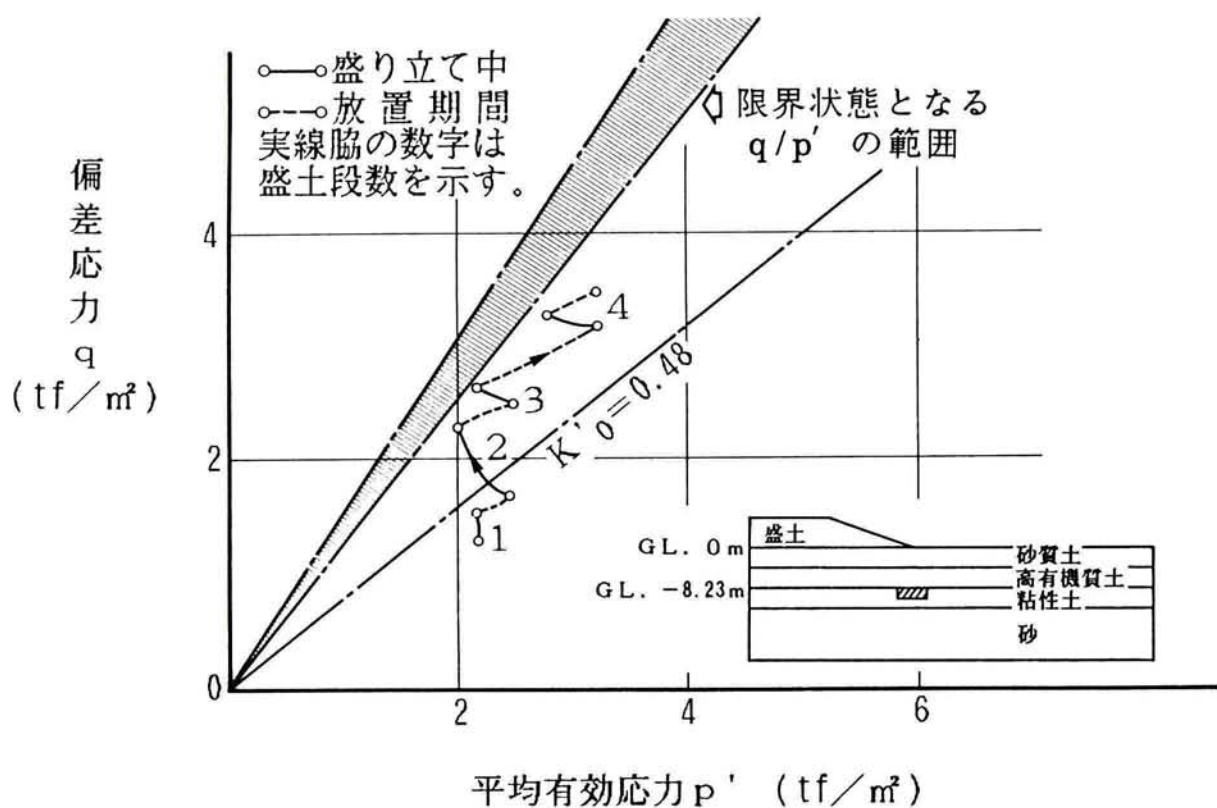 盛り立て中
放置期間
実線脇の数字は
盛土段数を示す。
限界状態となる
q/p' の範囲
偏差応力q
(tf/㎡)
4
2
0
2
4
6
1
2
3
4
K'₀=0.48
盛土
GL. 0m
GL. -8.23m
砂質土
高有機質土
粘性土
砂
平均有効応力p' (tf/㎡)